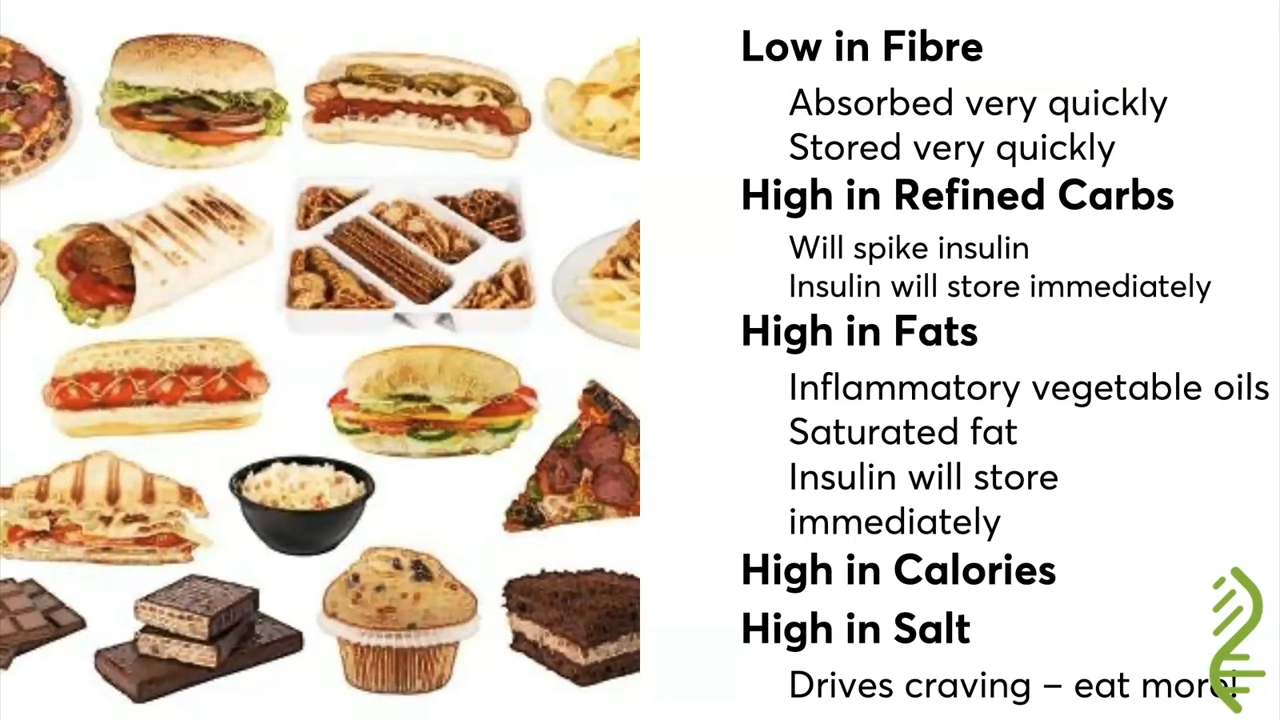 Low in Fibre
Absorbed very quickly
Stored very quickly
High in Refined Carbs
Will spike insulin
Insulin will store immediately
High in Fats
Inflammatory vegetable oils
Saturated fat
Insulin will store
immediately
High in Calories
High in Salt
Drives craving – eat more!